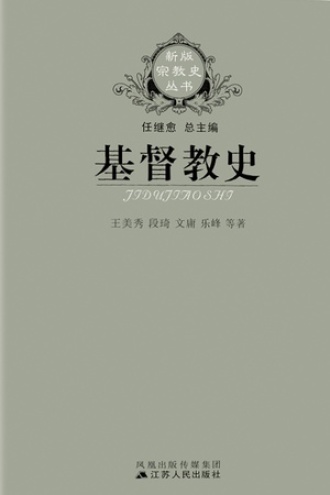 新版
宗教史
丛书
任继愈 总主编
基督教史
JIDUJIAOSHI
王美秀 段琦 文庸 乐峰 等著
凤凰出版传媒集团
江苏人民出版社